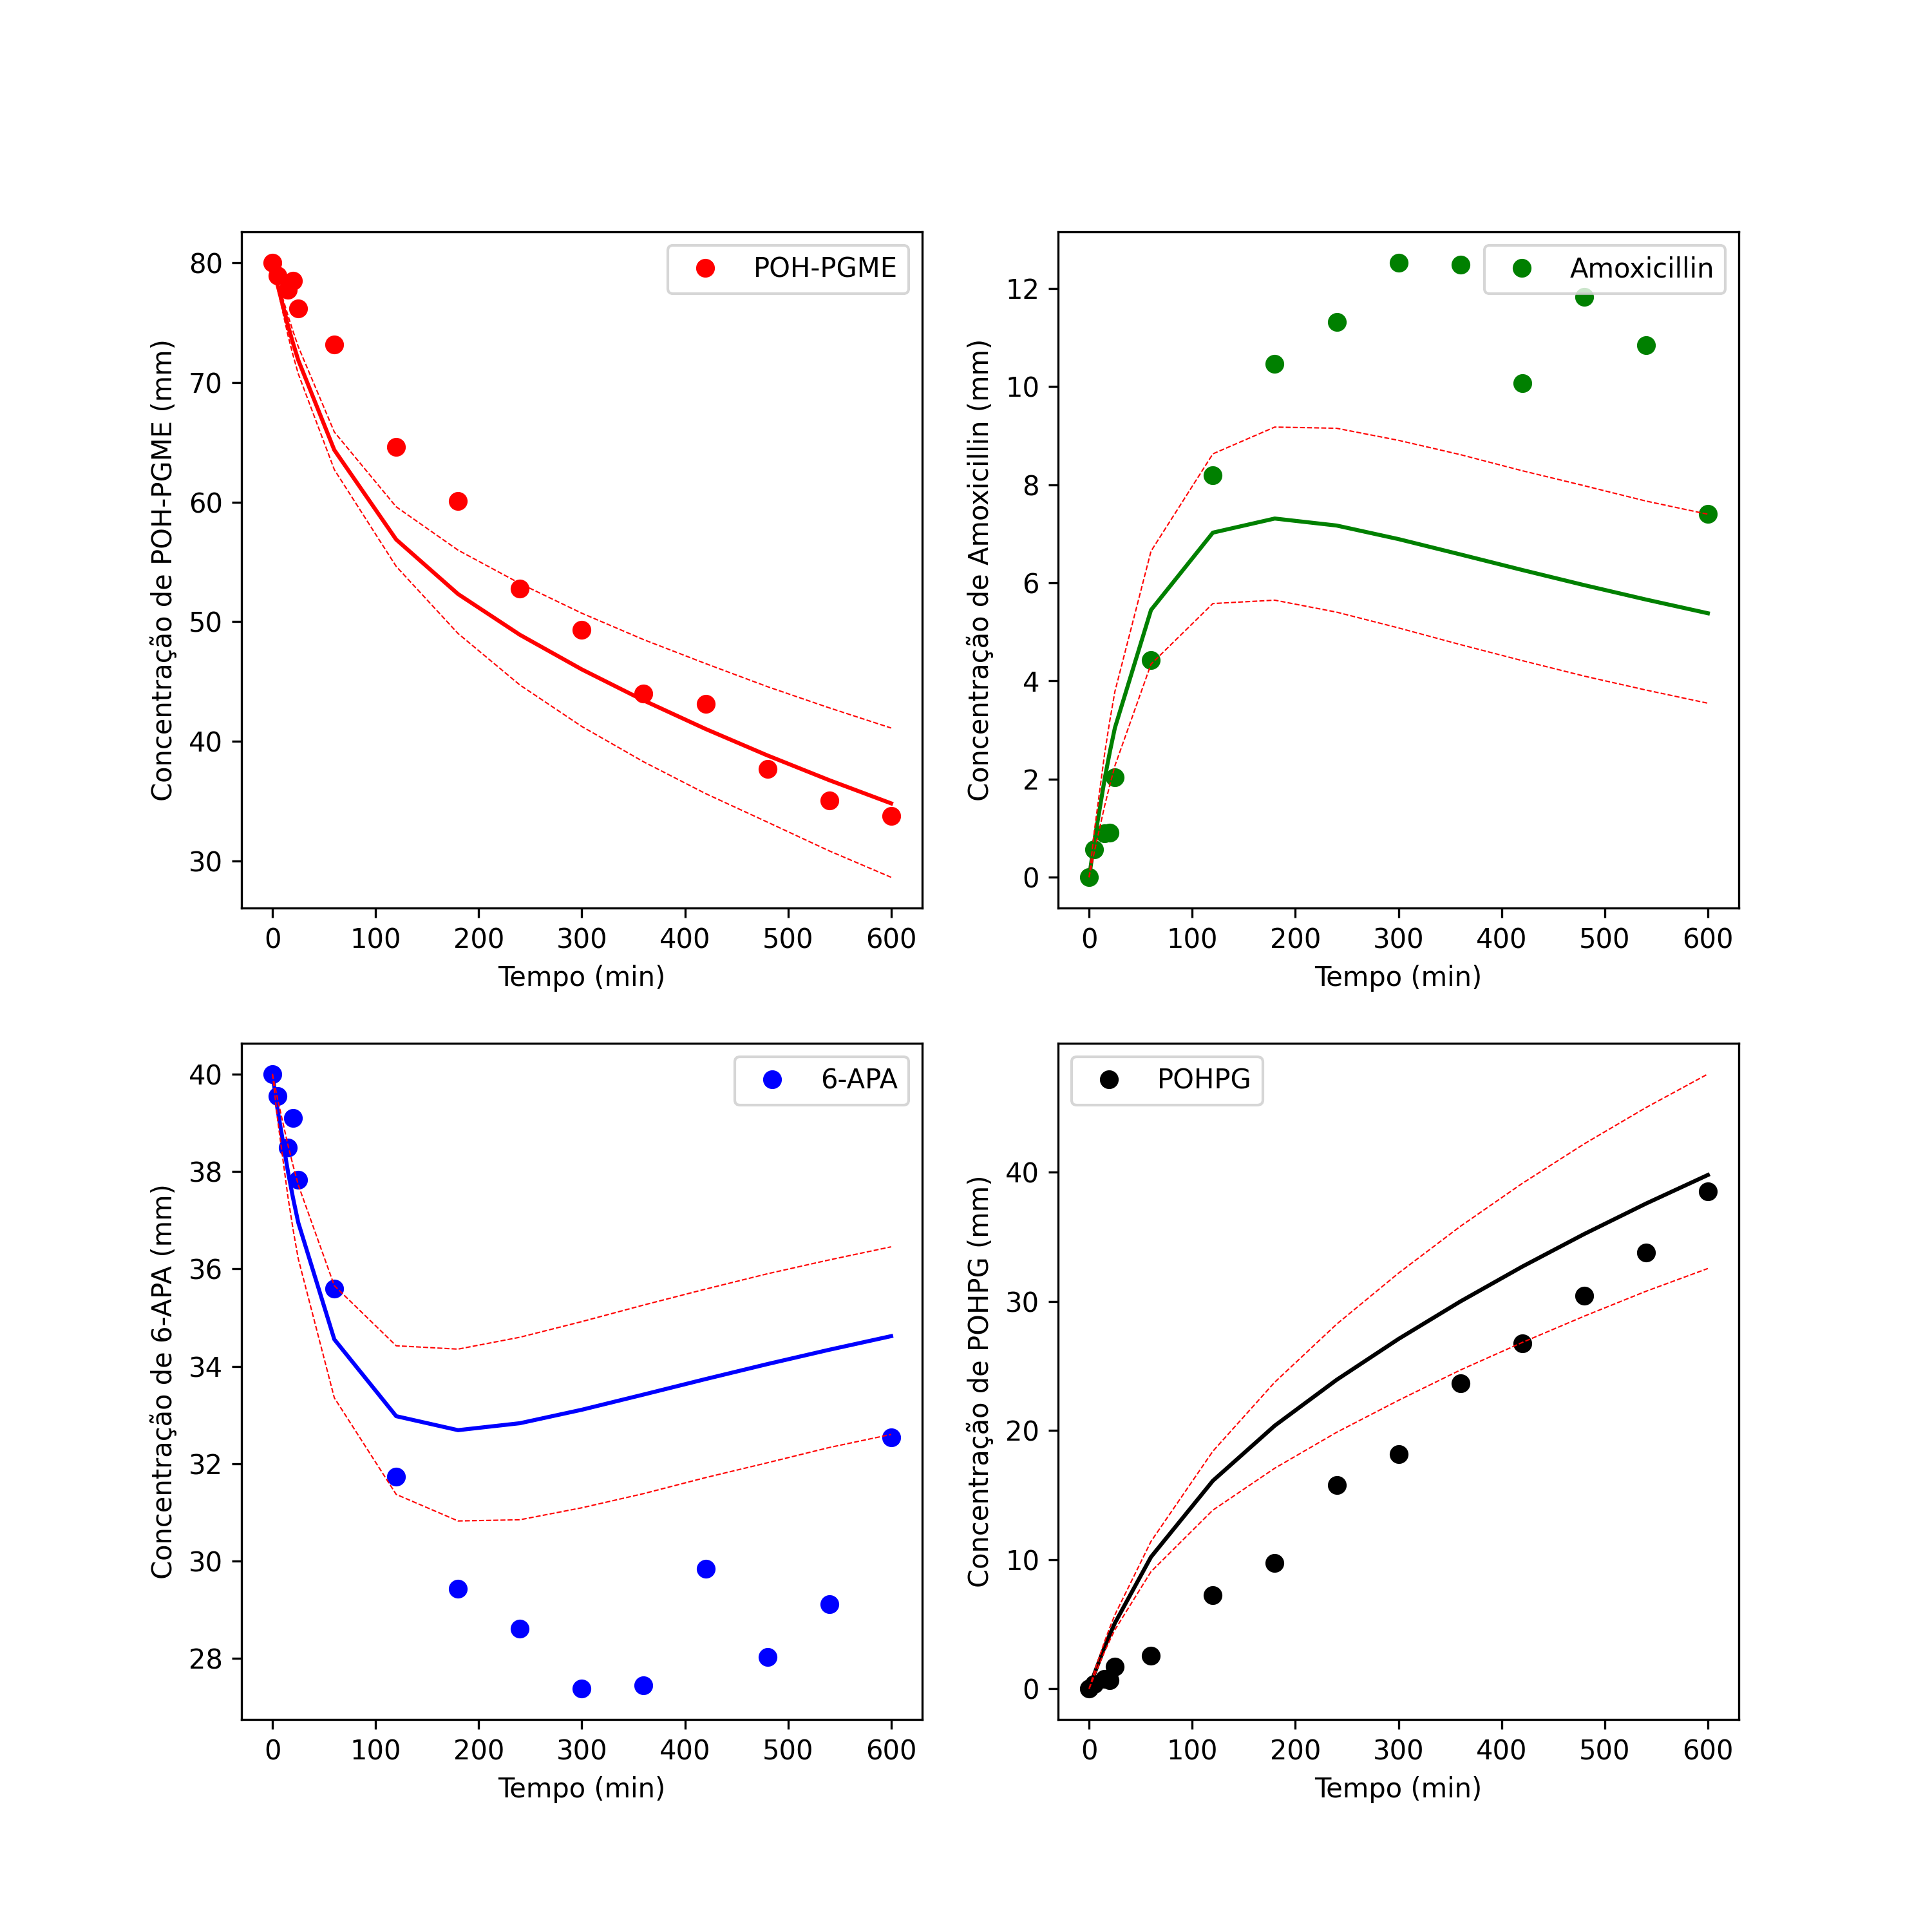 POH-PGME
Concentração de POH-PGME (mm)
80
70
60
50
40
30
0 100 200 300 400 500 600
Tempo (min)
Amoxicillin
Concentração de Amoxicillin (mm)
12
10
8
6
4
2
0
0 100 200 300 400 500 600
Tempo (min)
6-APA
Concentração de 6-APA (mm)
40
38
36
34
32
30
28
0 100 200 300 400 500 600
Tempo (min)
POHPG
Concentração de POHPG (mm)
40
30
20
10
0
0 100 200 300 400 500 600
Tempo (min)